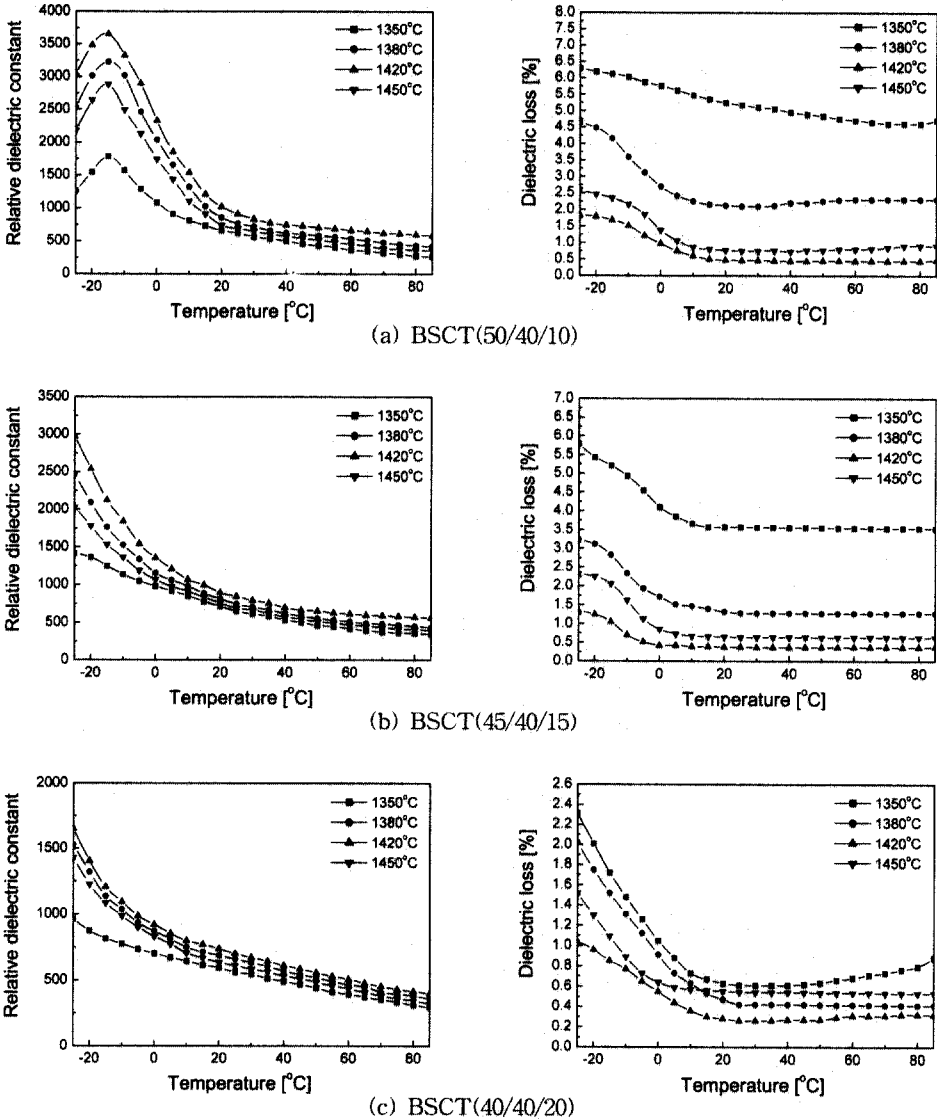 Relative dielectric constant
4000
3500
3000
2500
2000
1500
1000
500
0
1350°C
1380°C
1420°C
1450°C
-20 0 20 40 60 80
Temperature [°C]
Dielectric loss [%]
8.0
7.5
7.0
6.5
6.0
5.5
5.0
4.5
4.0
3.5
3.0
2.5
2.0
1.5
1.0
0.5
0.0
1350°C
1380°C
1420°C
1450°C
-20 0 20 40 60 80
Temperature [°C]
(a) BSCT(50/40/10)
Relative dielectric constant
3500
3000
2500
2000
1500
1000
500
0
1350°C
1380°C
1420°C
1450°C
-20 0 20 40 60 80
Temperature [°C]
Dielectric loss [%]
7.0
6.5
6.0
5.5
5.0
4.5
4.0
3.5
3.0
2.5
2.0
1.5
1.0
0.5
0.0
1350°C
1380°C
1420°C
1450°C
-20 0 20 40 60 80
Temperature [°C]
(b) BSCT(45/40/15)
Relative dielectric constant
2000
1500
1000
500
0
1350°C
1380°C
1420°C
1450°C
-20 0 20 40 60 80
Temperature [°C]
Dielectric loss [%]
2.6
2.4
2.2
2.0
1.8
1.6
1.4
1.2
1.0
0.8
0.6
0.4
0.2
0.0
1350°C
1380°C
1420°C
1450°C
-20 0 20 40 60 80
Temperature [°C]
(c) BSCT(40/40/20)